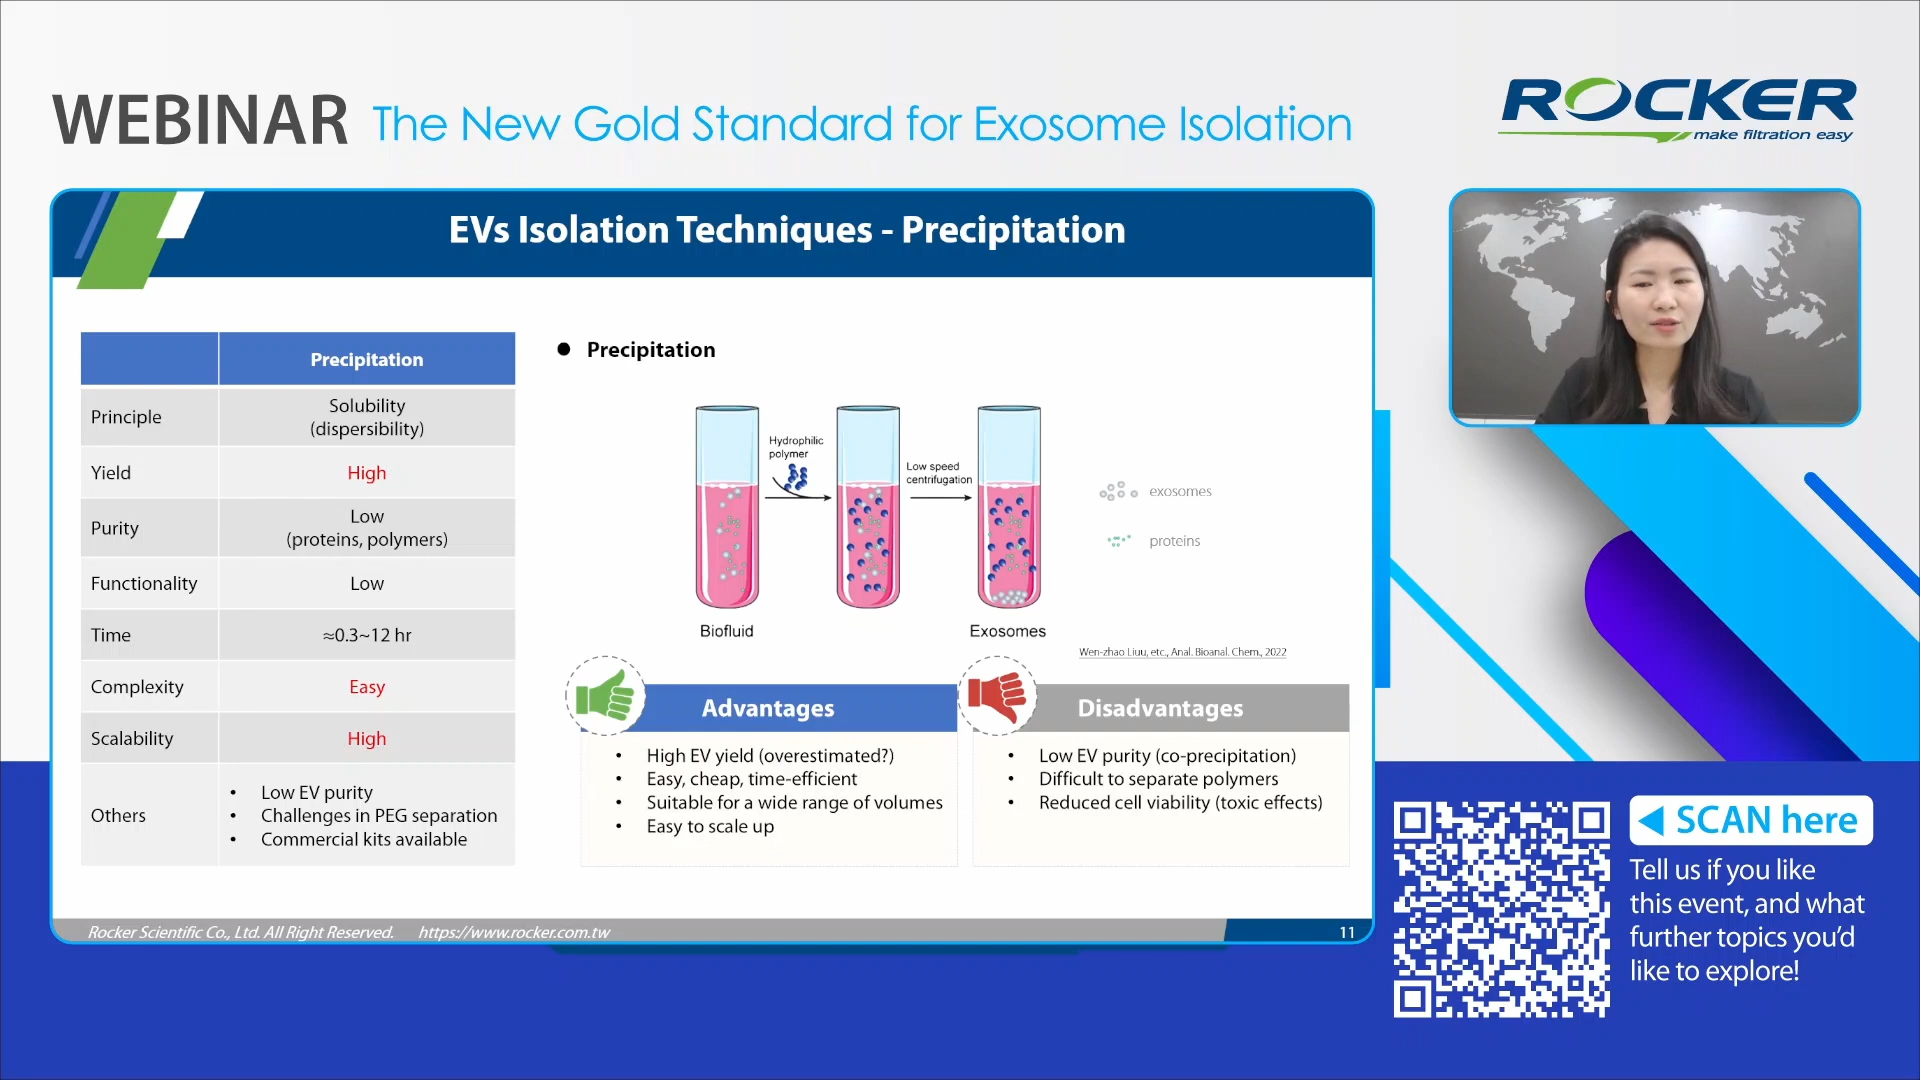 WEBINAR The New Gold Standard for Exosome Isolation
ROCKER
make filtration easy
EVs Isolation Techniques - Precipitation
Precipitation
Principle
Solubility
(dispersibility)
Yield
High
Purity
Low
(proteins, polymers)
Functionality
Low
Time
≈0.3~12 hr
Complexity
Easy
Scalability
High
Others
• Low EV purity
• Challenges in PEG separation
• Commercial kits available
● Precipitation
Hydrophilic
polymer
Low speed
centrifugation
exosomes
proteins
Biofluid
Exosomes
Wen-zhao Liuu, etc., Anal. Bioanal. Chem., 2022
Advantages
• High EV yield (overestimated?)
• Easy, cheap, time-efficient
• Suitable for a wide range of volumes
• Easy to scale up
Disadvantages
• Low EV purity (co-precipitation)
• Difficult to separate polymers
• Reduced cell viability (toxic effects)
Rocker Scientific Co., Ltd. All Right Reserved. https://www.rocker.com.tw
11
SCAN here
Tell us if you like
this event, and what
further topics you’d
like to explore!